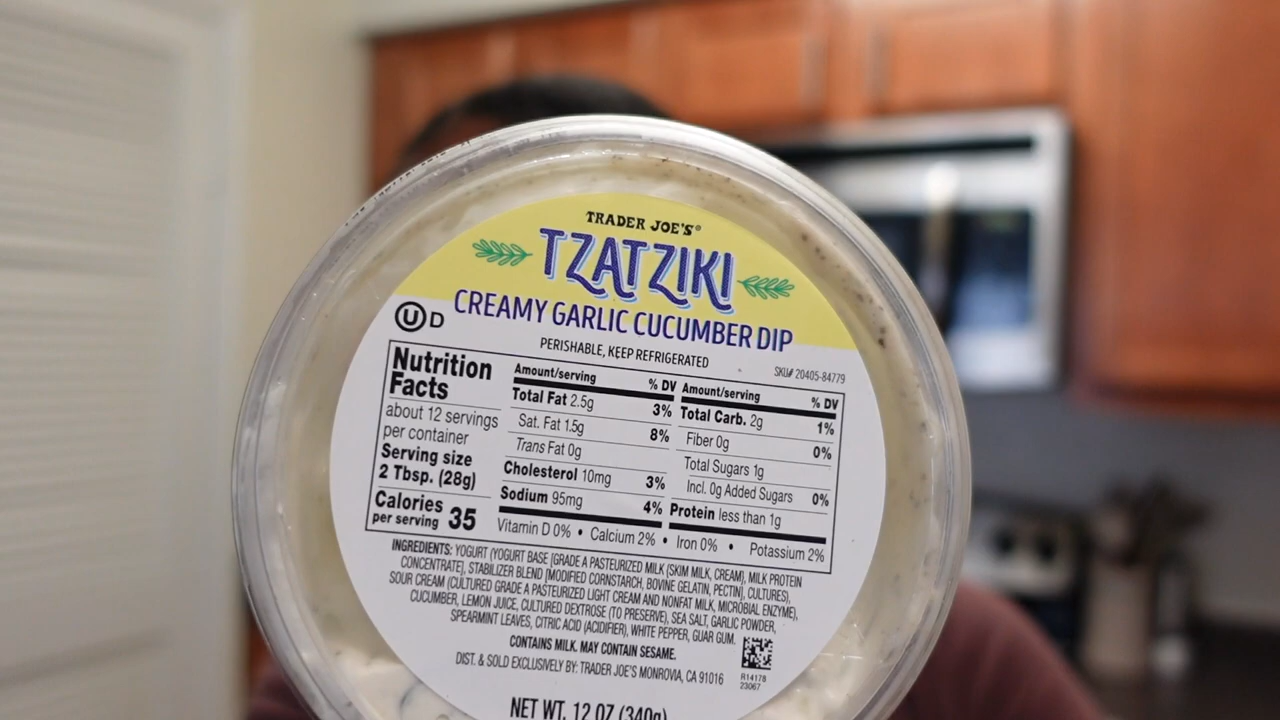 TRADER JOE'S®
TZATZIKI
CREAMY GARLIC CUCUMBER DIP
U D
PERISHABLE, KEEP REFRIGERATED
SKU# 20405-84779
Nutrition
Facts
about 12 servings
per container
Serving size
2 Tbsp. (28g)
Calories
per serving 35
Amount/serving % DV
Total Fat 2.5g 3%
Sat. Fat 1.5g 8%
Trans Fat 0g
Cholesterol 10mg 3%
Sodium 95mg 4%
Amount/serving % DV
Total Carb. 2g 1%
Fiber 0g 0%
Total Sugars 1g
Incl. 0g Added Sugars 0%
Protein less than 1g
Vitamin D 0% • Calcium 2% • Iron 0% • Potassium 2%
INGREDIENTS: YOGURT (YOGURT BASE [GRADE A PASTEURIZED MILK (SKIM MILK, CREAM), MILK PROTEIN
CONCENTRATE], STABILIZER BLEND [MODIFIED CORNSTARCH, BOVINE GELATIN, PECTIN], CULTURES),
SOUR CREAM (CULTURED GRADE A PASTEURIZED LIGHT CREAM AND NONFAT MILK, MICROBIAL ENZYME),
CUCUMBER, LEMON JUICE, CULTURED DEXTROSE (TO PRESERVE), SEA SALT, GARLIC POWDER,
SPEARMINT LEAVES, CITRIC ACID (ACIDIFIER), WHITE PEPPER, GUAR GUM.
CONTAINS MILK. MAY CONTAIN SESAME.
DIST. & SOLD EXCLUSIVELY BY: TRADER JOE'S MONROVIA, CA 91016
R14178
23067
NET WT. 12 OZ (340g)